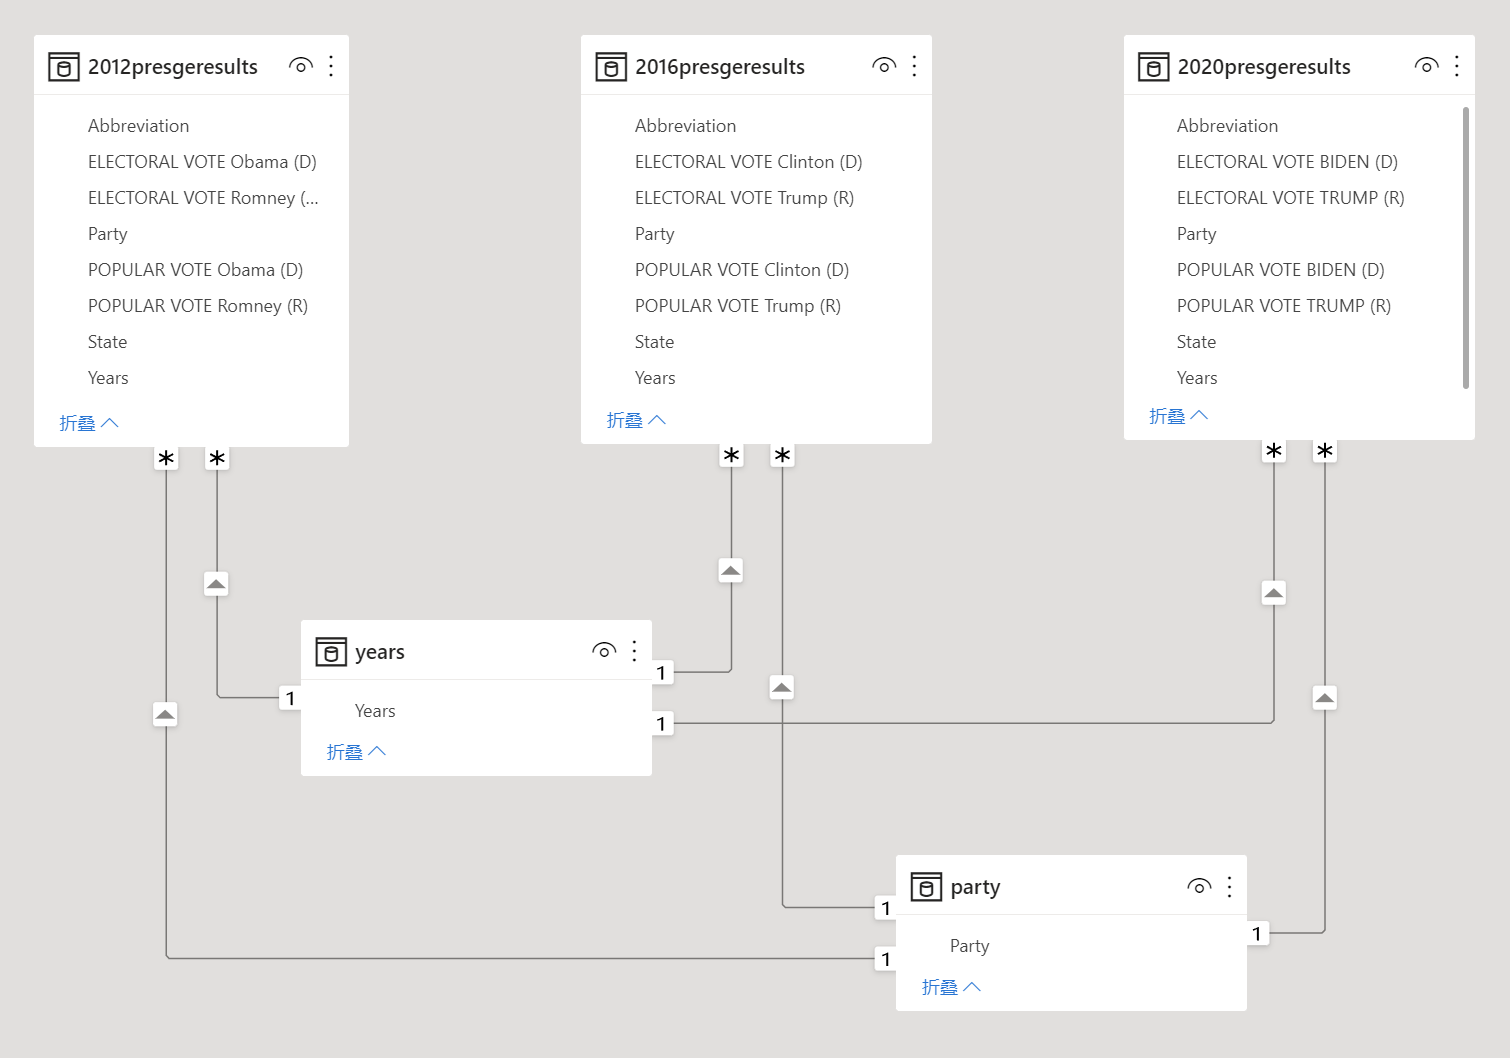 2012presgeresults
Abbreviation
ELECTORAL VOTE Obama (D)
ELECTORAL VOTE Romney (...
Party
POPULAR VOTE Obama (D)
POPULAR VOTE Romney (R)
State
Years
折叠
2016presgeresults
Abbreviation
ELECTORAL VOTE Clinton (D)
ELECTORAL VOTE Trump (R)
Party
POPULAR VOTE Clinton (D)
POPULAR VOTE Trump (R)
State
Years
折叠
2020presgeresults
Abbreviation
ELECTORAL VOTE BIDEN (D)
ELECTORAL VOTE TRUMP (R)
Party
POPULAR VOTE BIDEN (D)
POPULAR VOTE TRUMP (R)
State
Years
折叠
* *
* *
* *
years
Years
折叠
1
1
1
party
Party
折叠
1
1
1